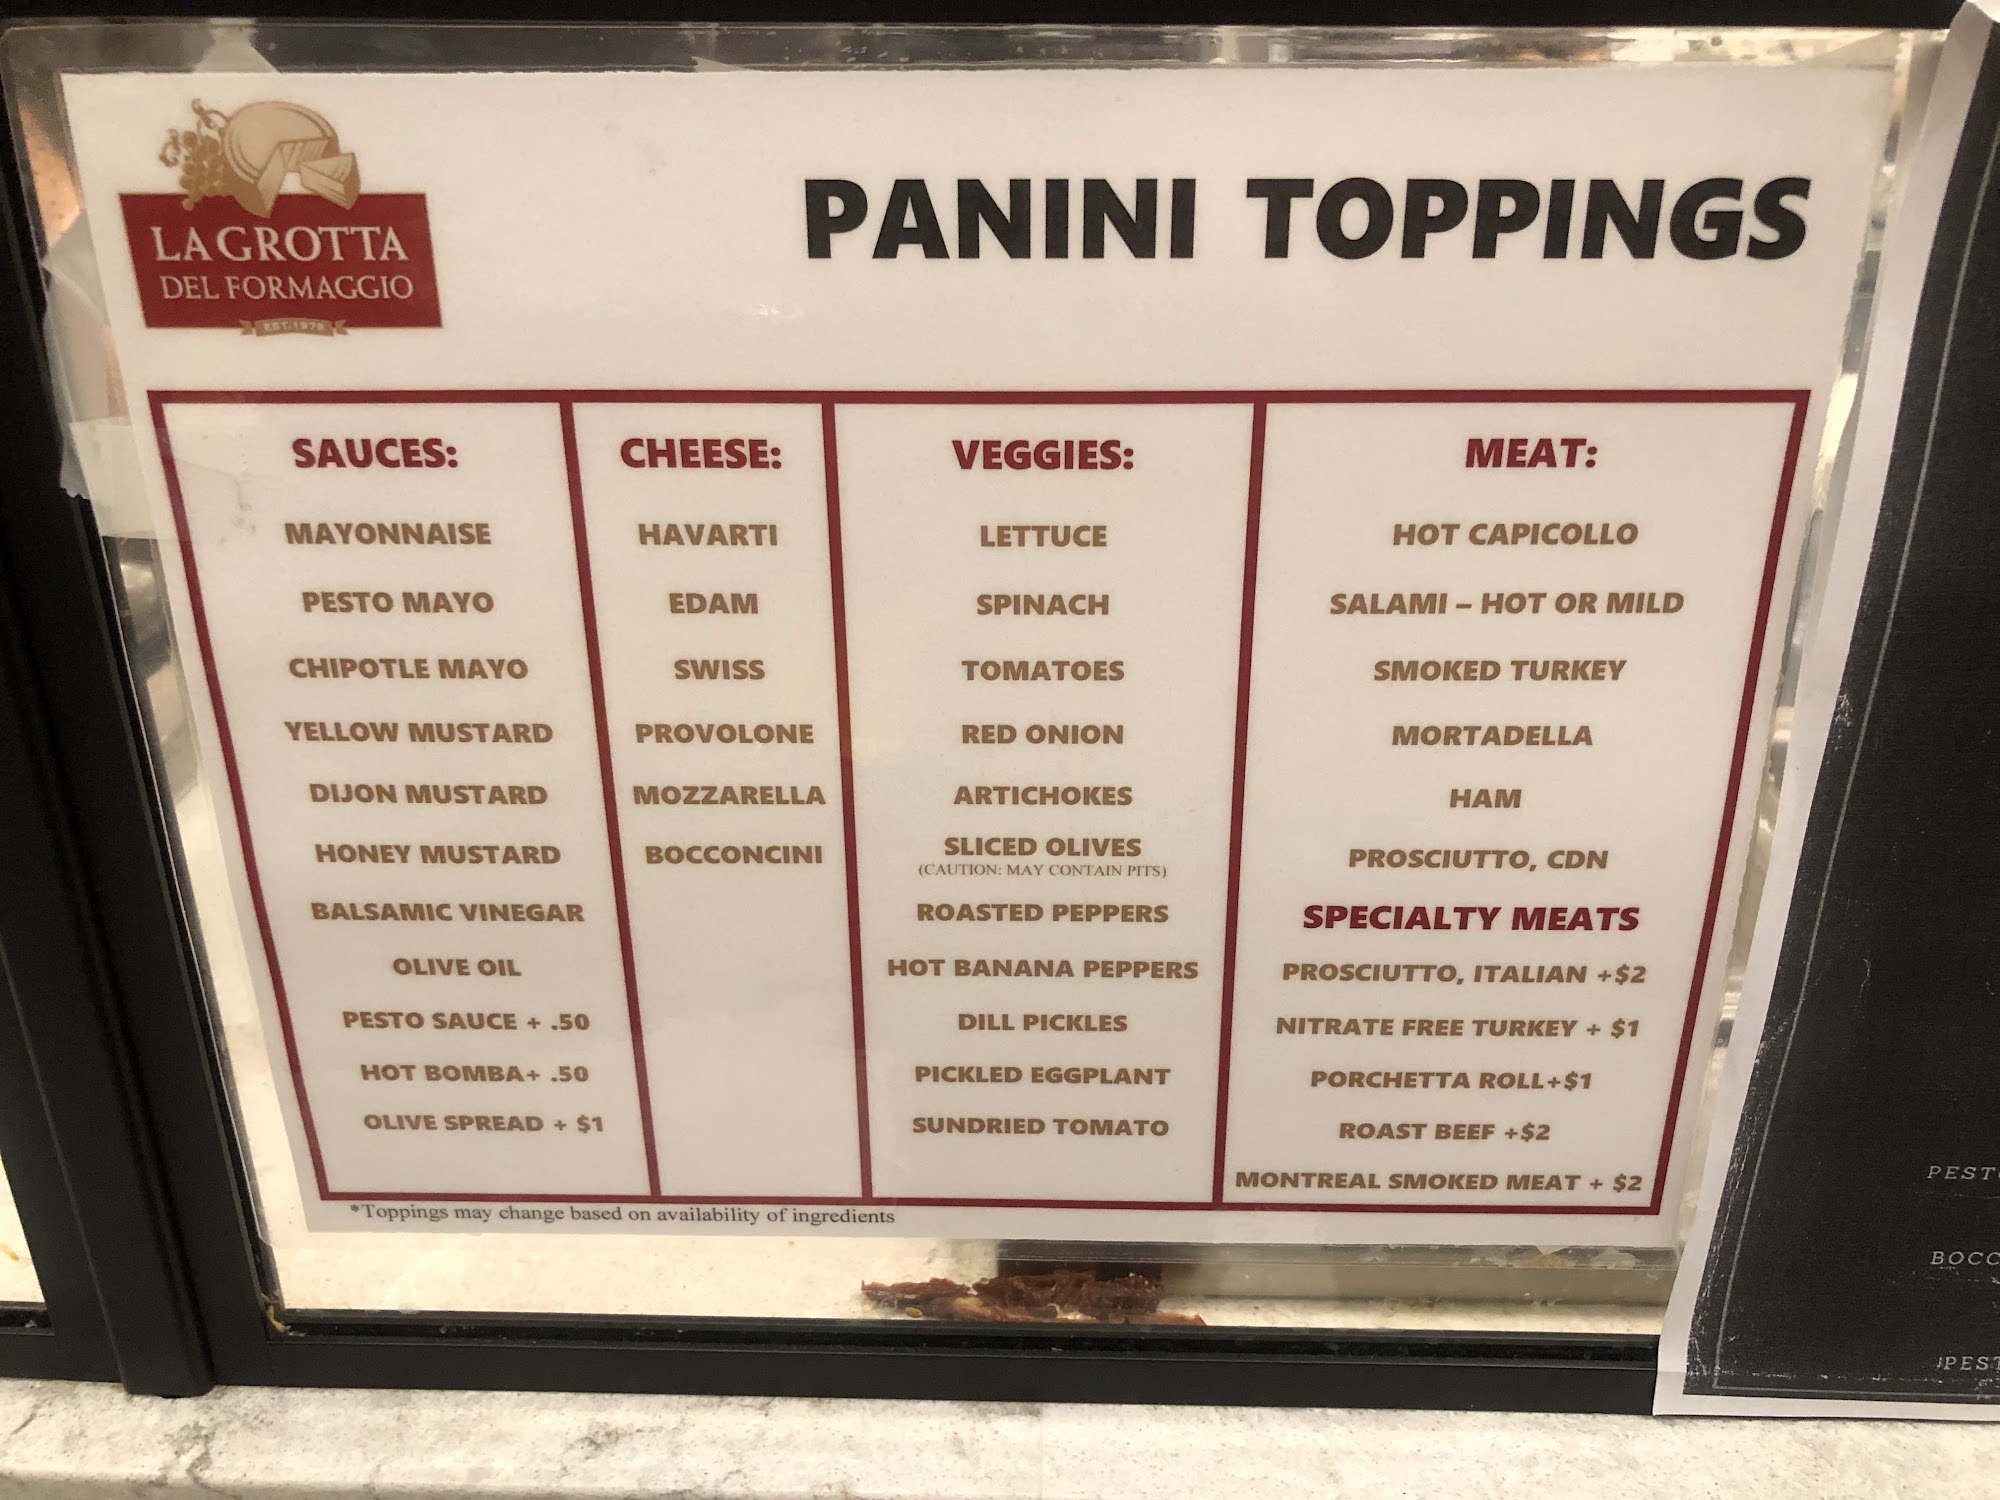 LA GROTTA
DEL FORMAGGIO
EST. 1979
PANINI TOPPINGS
SAUCES:
MAYONNAISE
PESTO MAYO
CHIPOTLE MAYO
YELLOW MUSTARD
DIJON MUSTARD
HONEY MUSTARD
BALSAMIC VINEGAR
OLIVE OIL
PESTO SAUCE + .50
HOT BOMBA+ .50
OLIVE SPREAD + $1
CHEESE:
HAVARTI
EDAM
SWISS
PROVOLONE
MOZZARELLA
BOCCONCINI
VEGGIES:
LETTUCE
SPINACH
TOMATOES
RED ONION
ARTICHOKES
SLICED OLIVES
(CAUTION: MAY CONTAIN PITS)
ROASTED PEPPERS
HOT BANANA PEPPERS
DILL PICKLES
PICKLED EGGPLANT
SUNDRIED TOMATO
MEAT:
HOT CAPICOLLO
SALAMI – HOT OR MILD
SMOKED TURKEY
MORTADELLA
HAM
PROSCIUTTO, CDN
SPECIALTY MEATS
PROSCIUTTO, ITALIAN +$2
NITRATE FREE TURKEY + $1
PORCHETTA ROLL+$1
ROAST BEEF +$2
MONTREAL SMOKED MEAT + $2
*Toppings may change based on availability of ingredients